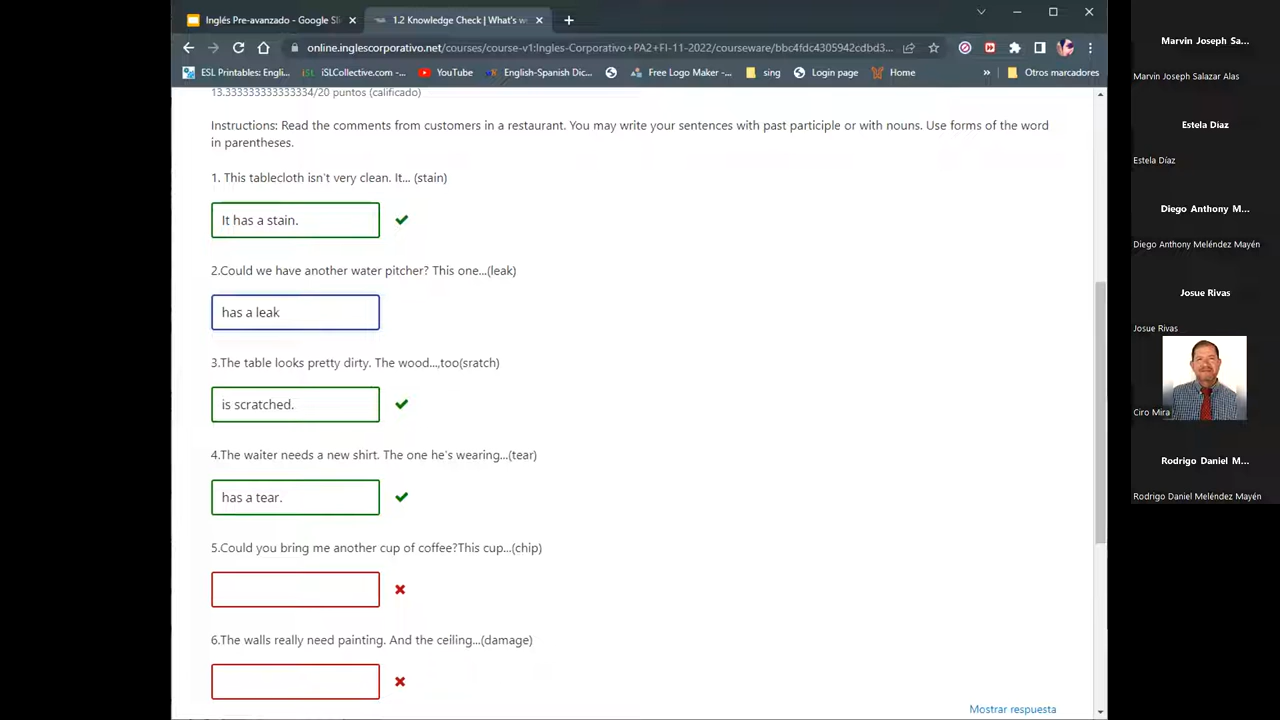 Inglés Pre-avanzado - Google Sli
1.2 Knowledge Check | What's w
online.inglescorporativo.net/courses/course-v1:Ingles-Corporativo+PA2+FI-11-2022/courseware/bbc4fdc4305942cdbd3...
ESL Printables: Engli... iSLCollective.com -... YouTube English-Spanish Dic... Free Logo Maker -... sing Login page Home » Otros marcadores
13.333333333333334/20 puntos (calificado)
Instructions: Read the comments from customers in a restaurant. You may write your sentences with past participle or with nouns. Use forms of the word
in parentheses.
1. This tablecloth isn't very clean. It... (stain)
It has a stain.
2.Could we have another water pitcher? This one...(leak)
has a leak
3.The table looks pretty dirty. The wood...,too(sratch)
is scratched.
4.The waiter needs a new shirt. The one he's wearing...(tear)
has a tear.
5.Could you bring me another cup of coffee?This cup...(chip)
6.The walls really need painting. And the ceiling...(damage)
Mostrar respuesta
Marvin Joseph Sa...
Marvin Joseph Salazar Alas
Estela Díaz
Estela Díaz
Diego Anthony M...
Diego Anthony Meléndez Mayén
Josue Rivas
Josue Rivas
Ciro Mira
Rodrigo Daniel M...
Rodrigo Daniel Meléndez Mayén